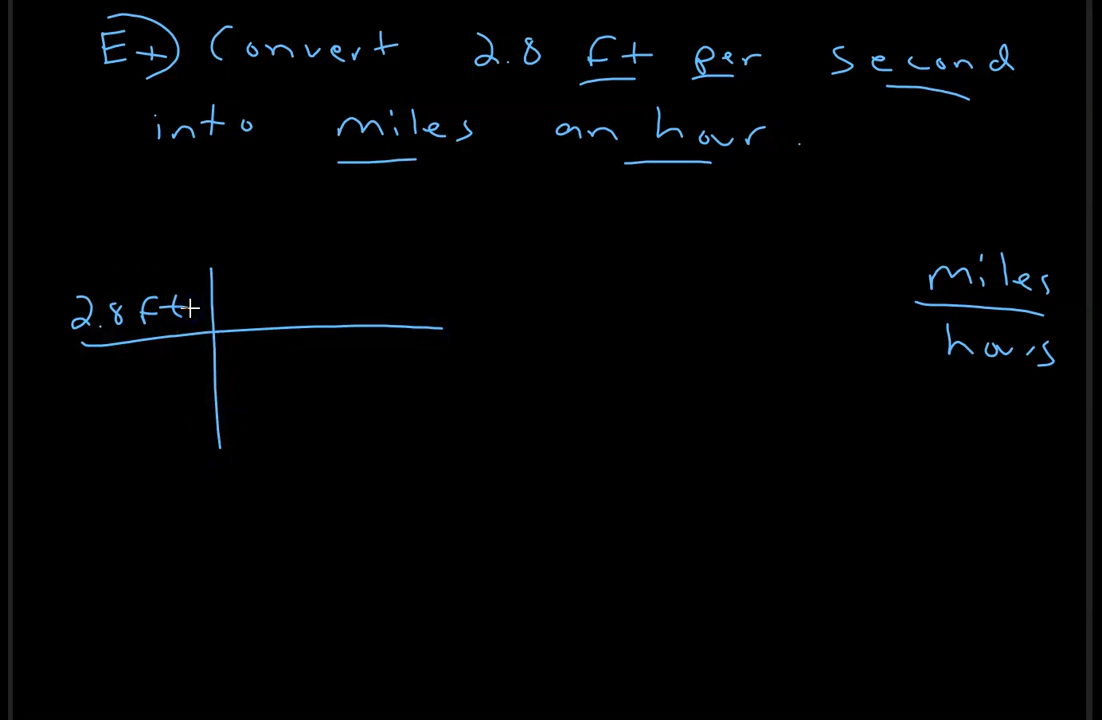 Ex) Convert 2.8 ft per second
into miles an hour.
miles
2.8 ft
hours